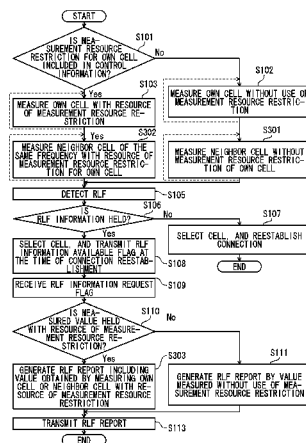 START
S101
IS MEA-
SUREMENT RESOURCE
RESTRICTION FOR OWN CELL
INCLUDED IN CONTROL
INFORMATION?
No
Yes
S103
S102
MEASURE OWN CELL WITH RESOURCE
OF MEASUREMENT RESOURCE RE-
STRICTION
MEASURE OWN CELL WITHOUT USE OF
MEASUREMENT RESOURCE RESTRIC-
TION
Yes
S302
S301
MEASURE NEIGHBOR CELL OF THE
SAME FREQUENCY WITH RESOURCE OF
MEASUREMENT RESOURCE RESTRIC-
TION FOR OWN CELL
MEASURE NEIGHBOR CELL WITHOUT
MEASUREMENT RESOURCE RESTRIC-
TION OF OWN CELL
DETECT RLF
S105
S106
IS
RLF INFORMATION HELD?
No
S107
Yes
SELECT CELL, AND TRANSMIT RLF
INFORMATION AVAILABLE FLAG AT
THE TIME OF CONNECTION REESTAB-
LISHMENT
S108
SELECT CELL, AND REESTABLISH
CONNECTION
END
S109
RECEIVE RLF INFORMATION REQUEST
FLAG
S110
IS MEA-
SURED VALUE HELD
WITH RESOURCE OF MEASURE-
MENT RESOURCE RE-
STRICTION?
No
Yes
S303
S111
GENERATE RLF REPORT INCLUDING
VALUE OBTAINED BY MEASURING OWN
CELL OR NEIGHBOR CELL WITH RE-
SOURCE OF MEASUREMENT RESOURCE
RESTRICTION
GENERATE RLF REPORT BY VALUE
MEASURED WITHOUT USE OF MEA-
SUREMENT RESOURCE RESTRICTION
TRANSMIT RLF REPORT
S113
END